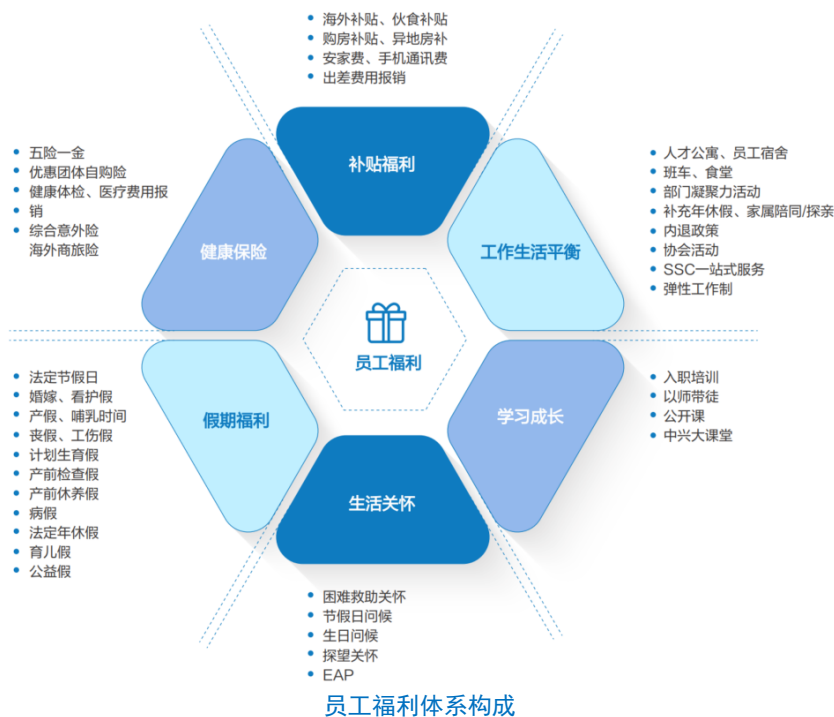 海外补贴、伙食补贴
购房补贴、异地房补
安家费、手机通讯费
出差费用报销
补贴福利
五险一金
优惠团体自购险
健康体检、医疗费用报
销
综合意外险
海外商旅险
健康保险
人才公寓、员工宿舍
班车、食堂
部门凝聚力活动
补充年休假、家属陪同/探亲
内退政策
协会活动
SSC一站式服务
弹性工作制
工作生活平衡
员工福利
法定节假日
婚嫁、看护假
产假、哺乳时间
丧假、工伤假
计划生育假
产前检查假
产前休养假
病假
法定年休假
育儿假
公益假
假期福利
入职培训
以师带徒
公开课
中兴大课堂
学习成长
生活关怀
困难救助关怀
节假日问候
生日问候
探望关怀
EAP
员工福利体系构成